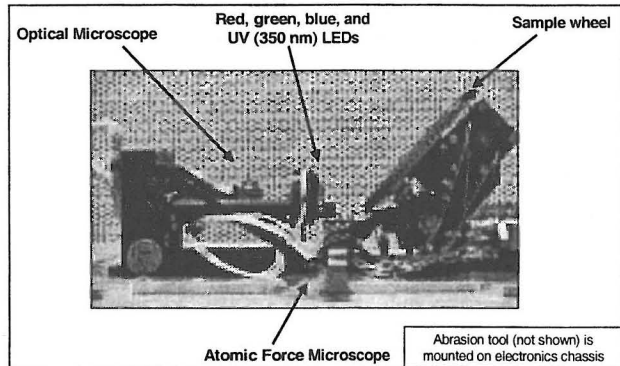 Optical Microscope
Red, green, blue, and
UV (350 nm) LEDs
Sample wheel
Atomic Force Microscope
Abrasion tool (not shown) is
mounted on electronics chassis